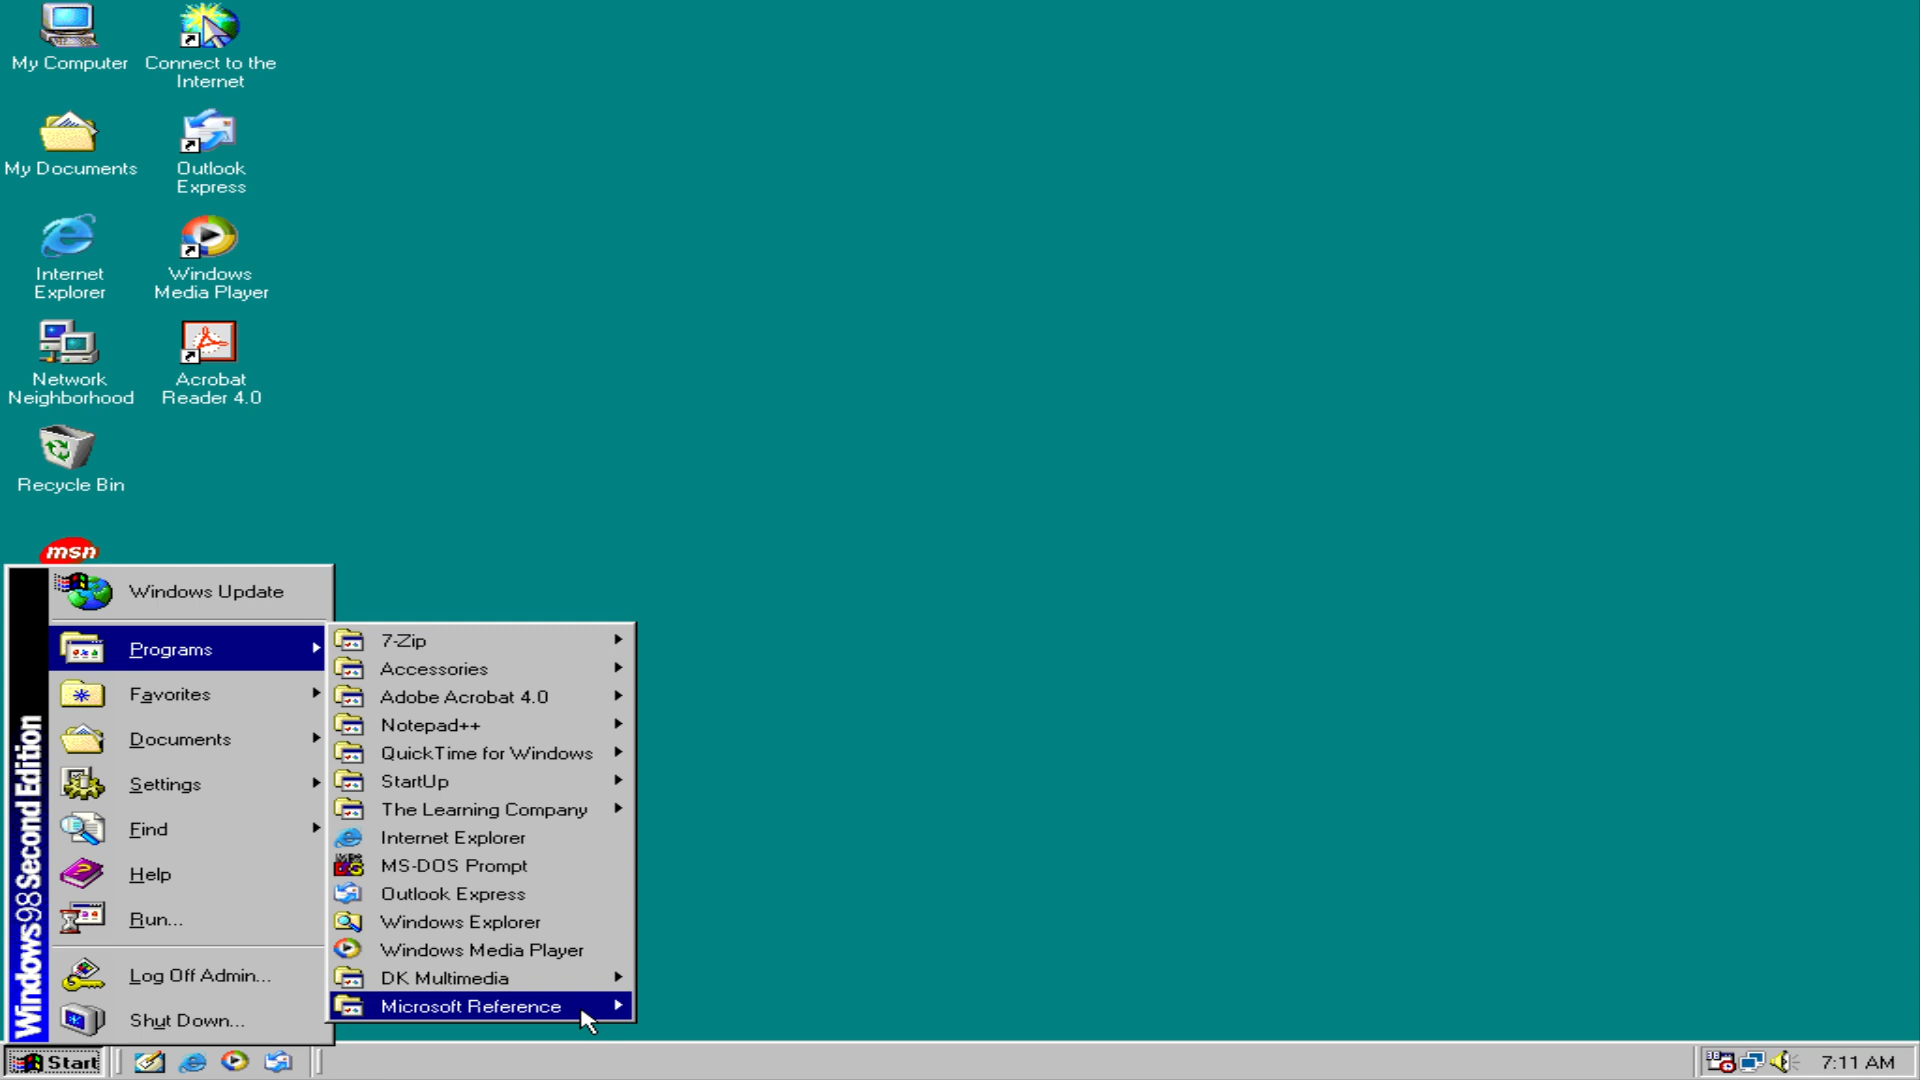 My Computer
Connect to the
Internet
My Documents
Outlook
Express
Internet
Explorer
Windows
Media Player
Network
Neighborhood
Acrobat
Reader 4.0
Recycle Bin
msn
Windows98 Second Edition
Windows Update
Programs
Favorites
Documents
Settings
Find
Help
Run...
Log Off Admin...
Shut Down...
7-Zip
Accessories
Adobe Acrobat 4.0
Notepad++
QuickTime for Windows
StartUp
The Learning Company
Internet Explorer
MS-DOS Prompt
Outlook Express
Windows Explorer
Windows Media Player
DK Multimedia
Microsoft Reference
Start
7:11 AM